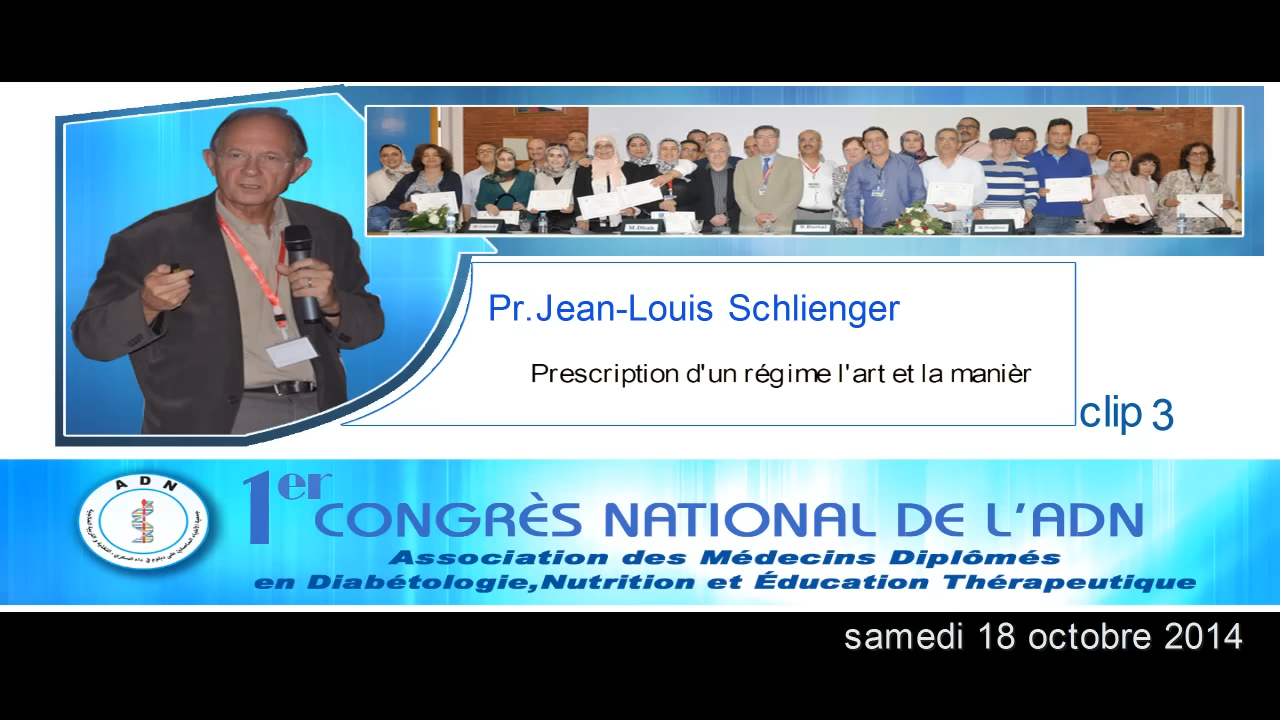 M.Dkak
Pr.Jean-Louis Schlienger
Prescription d'un régime l'art et la manièr
clip 3
A D N
1er CONGRÈS NATIONAL DE L'ADN
Association des Médecins Diplômés
en Diabétologie,Nutrition et Éducation Thérapeutique
samedi 18 octobre 2014